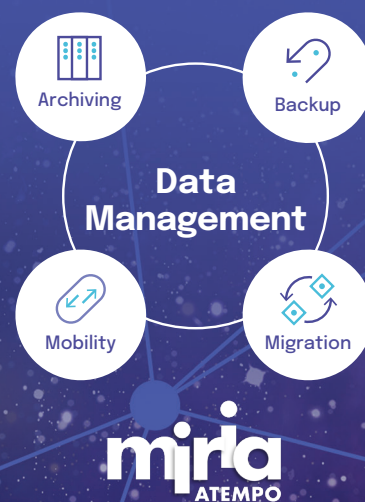 Archiving
Backup
Data
Management
Mobility
Migration
miria
ATEMPO